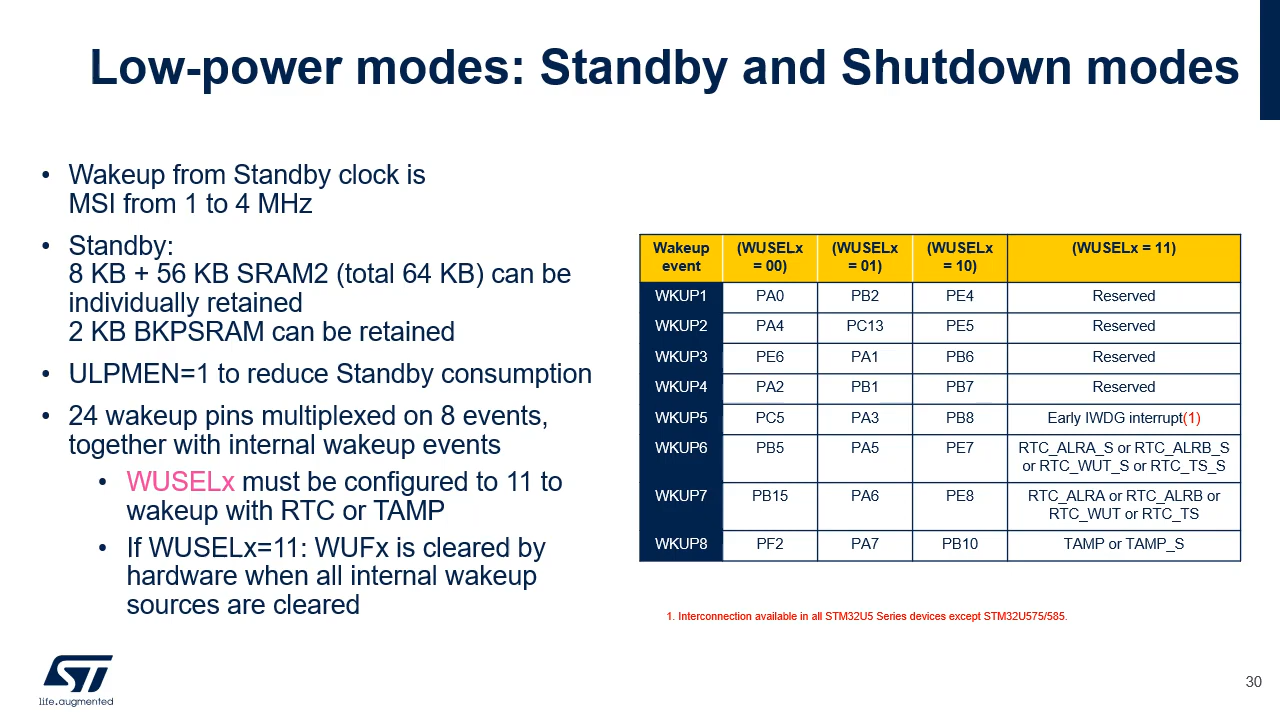 Low-power modes: Standby and Shutdown modes
• Wakeup from Standby clock is
MSI from 1 to 4 MHz
• Standby:
8 KB + 56 KB SRAM2 (total 64 KB) can be
individually retained
2 KB BKPSRAM can be retained
• ULPMEN=1 to reduce Standby consumption
• 24 wakeup pins multiplexed on 8 events,
together with internal wakeup events
• WUSELx must be configured to 11 to
wakeup with RTC or TAMP
• If WUSELx=11: WUFx is cleared by
hardware when all internal wakeup
sources are cleared
Wakeup event (WUSELx = 00) (WUSELx = 01) (WUSELx = 10) (WUSELx = 11)
WKUP1 PA0 PB2 PE4 Reserved
WKUP2 PA4 PC13 PE5 Reserved
WKUP3 PE6 PA1 PB6 Reserved
WKUP4 PA2 PB1 PB7 Reserved
WKUP5 PC5 PA3 PB8 Early IWDG interrupt(1)
WKUP6 PB5 PA5 PE7 RTC_ALRA_S or RTC_ALRB_S
or RTC_WUT_S or RTC_TS_S
WKUP7 PB15 PA6 PE8 RTC_ALRA or RTC_ALRB or
RTC_WUT or RTC_TS
WKUP8 PF2 PA7 PB10 TAMP or TAMP_S
1. Interconnection available in all STM32U5 Series devices except STM32U575/585.
ST
life.augmented
30